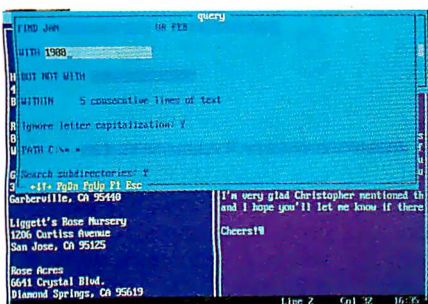 query
FIND JAN OR FEB
WITH 1988
BUT NOT WITH
WITHIN 5 consecutive lines of text
Ignore letter capitalization? Y
PATH C:\*.*
Search subdirectories? Y
PgDn PgUp F1 Esc
Garberville, CA 95440
Liggett's Rose Nursery
1206 Curtiss Avenue
San Jose, CA 95125
Rose Acres
6641 Crystal Blvd.
Diamond Springs, CA 95619
I'm very glad Christopher mentioned th
and I hope you'll let me know if there
Cheers!
Line 2 Col 32 16:35